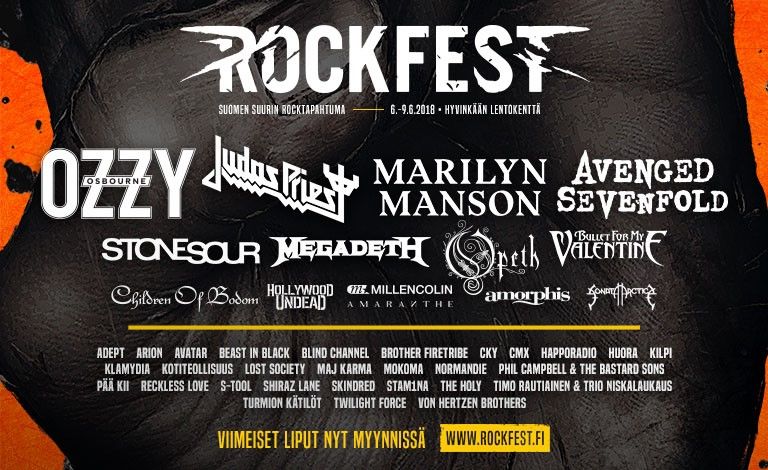 ROCKFEST
SUOMEN SUURIN ROCKTAPAHTUMA 6.-9.6.2018 • HYVINKÄÄN LENTOKENTTÄ
OZZY OSBOURNE Judas Priest MARILYN MANSON AVENGED SEVENFOLD
STONE SOUR MEGADETH Opeth BULLET FOR MY VALENTINE
Children Of Bodom HOLLYWOOD UNDEAD m. MILLENCOLIN amorphis SONATA ARCTICA
AMARANTHE
ADEPT ARION AVATAR BEAST IN BLACK BLIND CHANNEL BROTHER FIRETRIBE CKY CMX HAPPORADIO HUORA KILPI
KLAMYDIA KOTITEOLLISUUS LOST SOCIETY MAJ KARMA MOKOMA NORMANDIE PHIL CAMPBELL & THE BASTARD SONS
PÄÄ KII RECKLESS LOVE S-TOOL SHIRAZ LANE SKINDRED STAM1NA THE HOLY TIMO RAUTIAINEN & TRIO NISKALAUKAUS
TURMION KÄTILÖT TWILIGHT FORCE VON HERTZEN BROTHERS
VIIMEISET LIPUT NYT MYYNNISSÄ WWW.ROCKFEST.FI